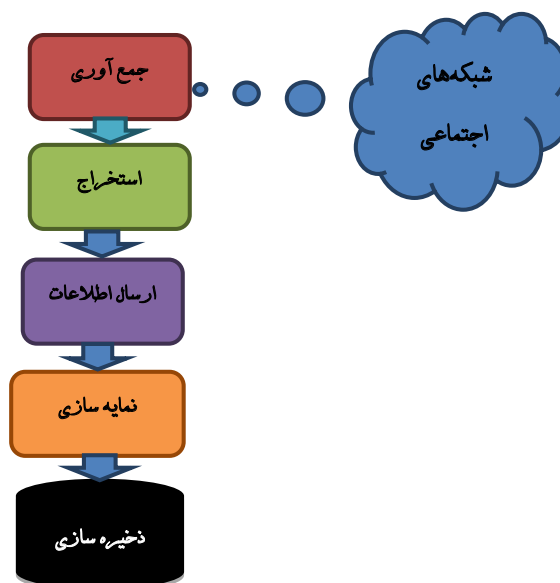 جمع آوری
شبکه‌های
اجتماعی
استخراج
ارسال اطلاعات
نمایه سازی
ذخیره سازی